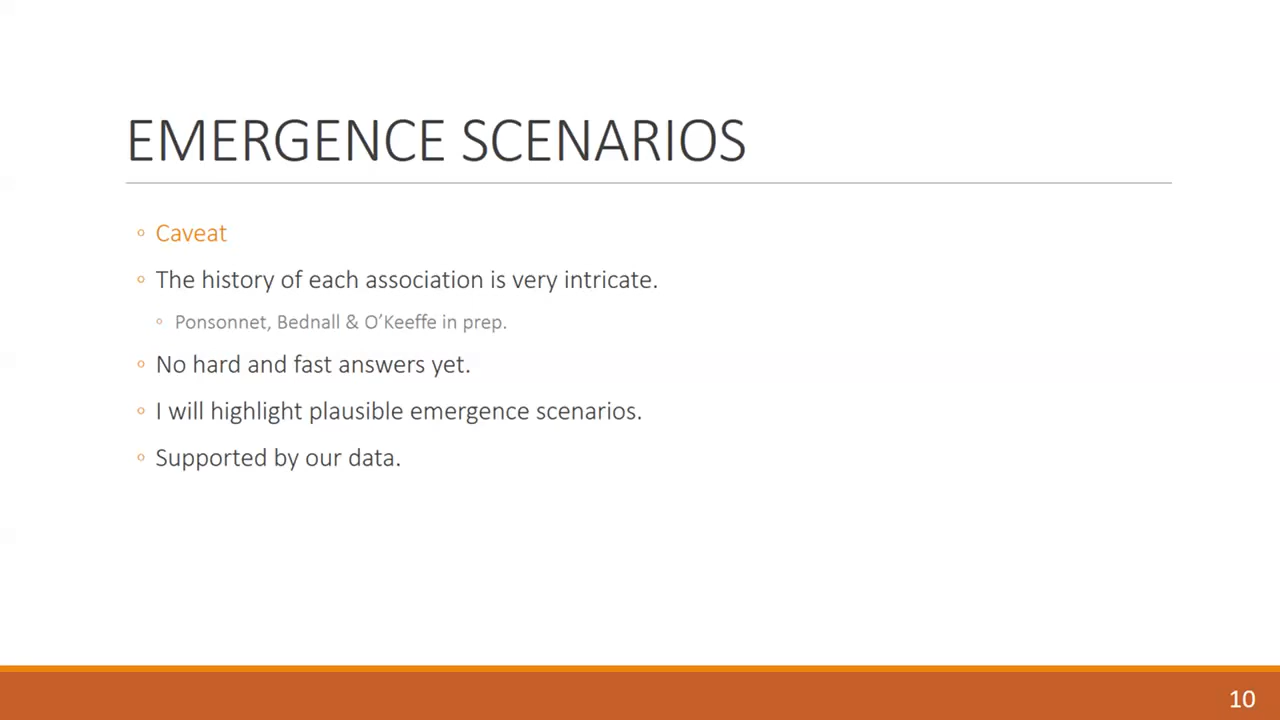 EMERGENCE SCENARIOS
◦ Caveat
◦ The history of each association is very intricate.
◦ Ponsonnet, Bednall & O’Keeffe in prep.
◦ No hard and fast answers yet.
◦ I will highlight plausible emergence scenarios.
◦ Supported by our data.
10